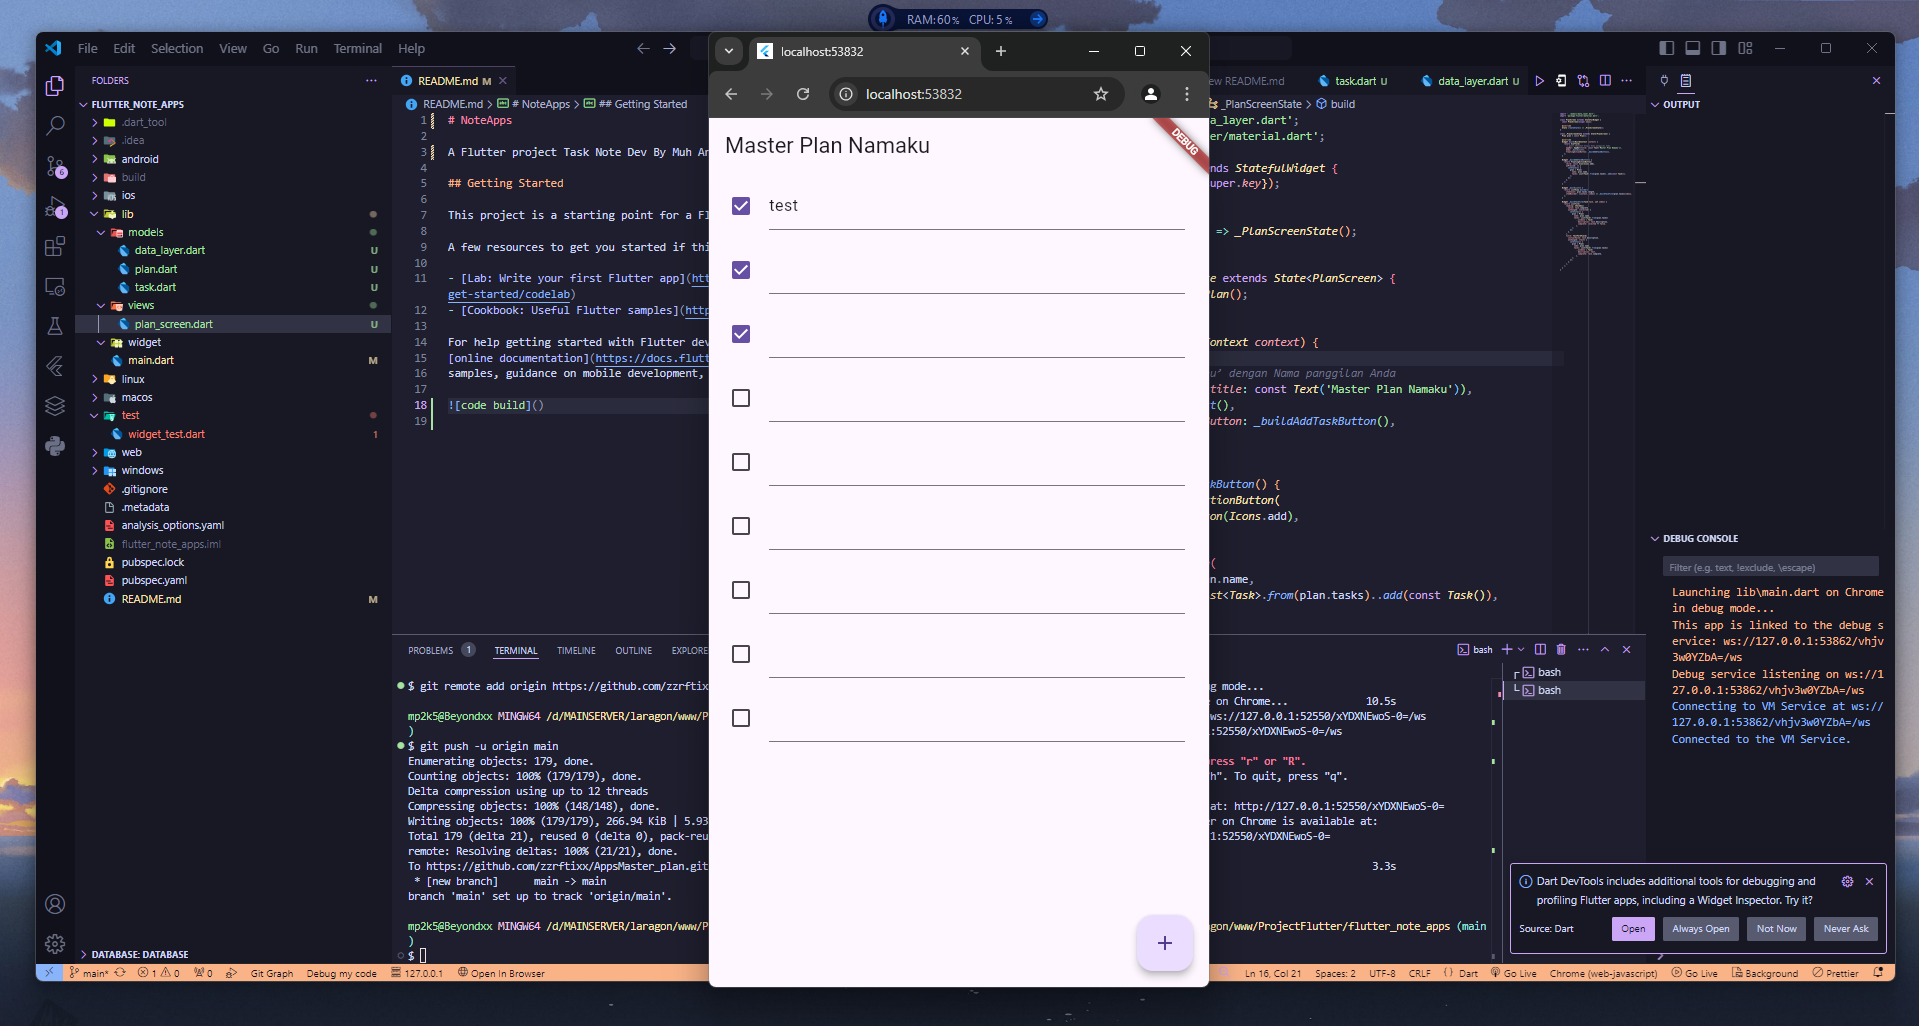 RAM:60% CPU: 5%
File Edit Selection View Go Run Terminal Help
FOLDERS
FLUTTER_NOTE_APPS
.dart_tool
.idea
android
build
ios
lib
models
data_layer.dart U
plan.dart U
task.dart U
views
plan_screen.dart U
widget
main.dart M
linux
macos
test
widget_test.dart 1
web
windows
.gitignore
.metadata
analysis_options.yaml
flutter_note_apps.iml
pubspec.lock
pubspec.yaml
README.md M
DATABASE: DATABASE
README.md M
README.md > # NoteApps > ## Getting Started
1 # NoteApps
2
3 A Flutter project Task Note Dev By Muh Ar
4
5 ## Getting Started
6
7 This project is a starting point for a Fl
8
9 A few resources to get you started if thi
10
11 - [Lab: Write your first Flutter app](ht
get-started/codelab)
12 - [Cookbook: Useful Flutter samples](http
13
14 For help getting started with Flutter dev
15 [online documentation](https://docs.flutt
16 samples, guidance on mobile development,
17
18 ![code build]()
19
localhost:53832
localhost:53832
Master Plan Namaku
DEBUG
test
ew README.md task.dart U data_layer.dart U
_PlanScreenState > build
a_layer.dart';
er/material.dart';
nds StatefulWidget {
uper.key});
=> _PlanScreenState();
e extends State<PlanScreen> {
lan();
ontext context) {
u' dengan Nama panggilan Anda
title: const Text('Master Plan Namaku')),
t(),
utton: _buildAddTaskButton(),
kButton() {
tionButton(
on(Icons.add),
(
n.name,
st<Task>.from(plan.tasks)..add(const Task()),
PROBLEMS 1 TERMINAL TIMELINE OUTLINE EXPLORE
$ git remote add origin https://github.com/zzrftix
mp2k5@Beyondxx MINGW64 /d/MAINSERVER/laragon/www/P
)
$ git push -u origin main
Enumerating objects: 179, done.
Counting objects: 100% (179/179), done.
Delta compression using up to 12 threads
Compressing objects: 100% (148/148), done.
Writing objects: 100% (179/179), 266.94 KiB | 5.93
Total 179 (delta 21), reused 0 (delta 0), pack-reu
remote: Resolving deltas: 100% (21/21), done.
To https://github.com/zzrftixx/AppsMaster_plan.git
* [new branch] main -> main
branch 'main' set up to track 'origin/main'.
mp2k5@Beyondxx MINGW64 /d/MAINSERVER/laragon/www/P
)
$
g mode...
e on Chrome... 10.5s
ws://127.0.0.1:52550/xYDXNEwoS-0=/ws
:52550/xYDXNEwoS-0=/ws
ress "r" or "R".
h". To quit, press "q".
at: http://127.0.0.1:52550/xYDXNEwoS-0=
er on Chrome is available at:
1:52550/xYDXNEwoS-0=
3.3s
agon/www/ProjectFlutter/flutter_note_apps (main
bash
bash
bash
OUTPUT
DEBUG CONSOLE
Filter (e.g. text, !exclude, \escape)
Launching lib\main.dart on Chrome
in debug mode...
This app is linked to the debug s
ervice: ws://127.0.0.1:53862/vhjv
3w0YZbA=/ws
Debug service listening on ws://1
27.0.0.1:53862/vhjv3w0YZbA=/ws
Connecting to VM Service at ws://
127.0.0.1:53862/vhjv3w0YZbA=/ws
Connected to the VM Service.
Dart DevTools includes additional tools for debugging and
profiling Flutter apps, including a Widget Inspector. Try it?
Source: Dart Open Always Open Not Now Never Ask
main* 1 0 0 Git Graph Debug my code 127.0.0.1 Open In Browser
Ln 16, Col 21 Spaces: 2 UTF-8 CRLF {} Dart Go Live Chrome (web-javascript) Go Live Background Prettier